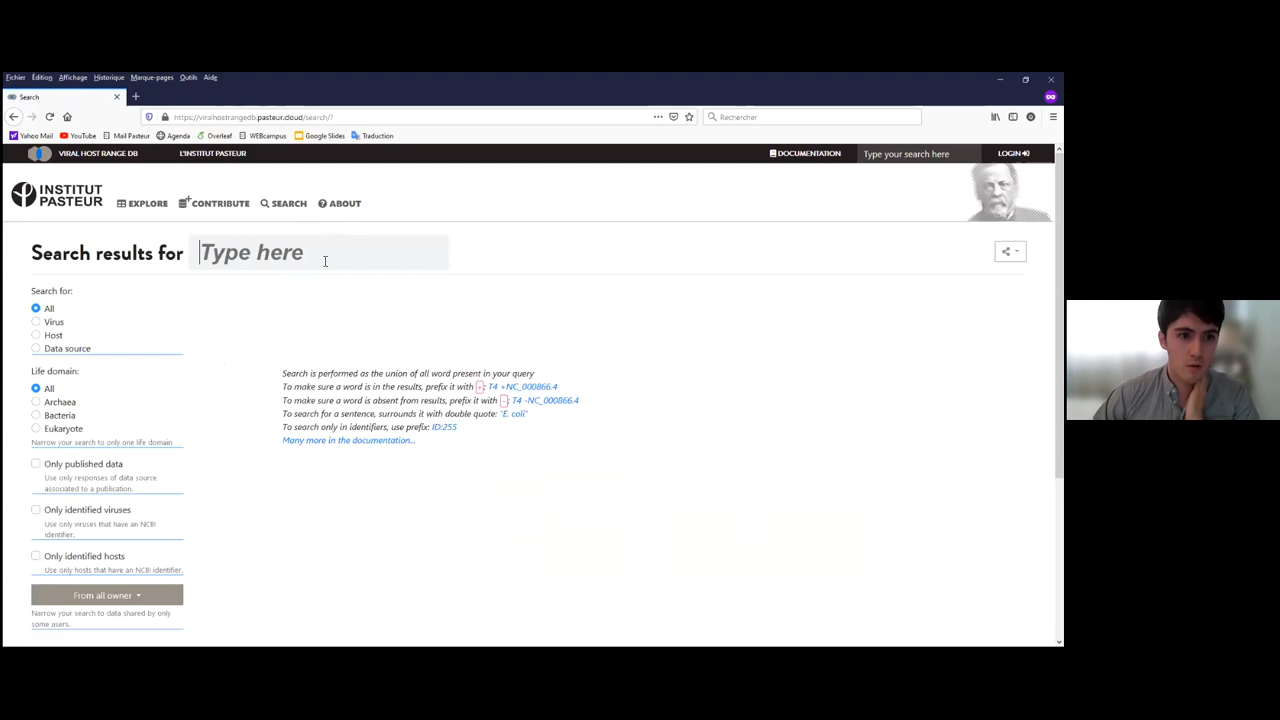 Fichier Édition Affichage Historique Marque-pages Outils Aide
Search
https://viralhostrangedb.pasteur.cloud/search/?
Rechercher
Yahoo Mail YouTube Mail Pasteur Agenda Overleaf WEBcampus Google Slides Traduction
VIRAL HOST RANGE DB L'INSTITUT PASTEUR DOCUMENTATION Type your search here LOGIN
INSTITUT PASTEUR
EXPLORE CONTRIBUTE SEARCH ABOUT
Search results for Type here
Search for:
All
Virus
Host
Data source
Life domain:
All
Archaea
Bacteria
Eukaryote
Narrow your search to only one life domain.
Only published data
Use only responses of data source
associated to a publication.
Only identified viruses
Use only viruses that have an NCBI
identifier.
Only identified hosts
Use only hosts that have an NCBI identifier.
From all owner
Narrow your search to data shared by only
some users.
Search is performed as the union of all word present in your query
To make sure a word is in the results, prefix it with +: T4 +NC_000866.4
To make sure a word is absent from results, prefix it with -: T4 -NC_000866.4
To search for a sentence, surrounds it with double quote: "E. coli"
To search only in identifiers, use prefix: ID:255
Many more in the documentation...